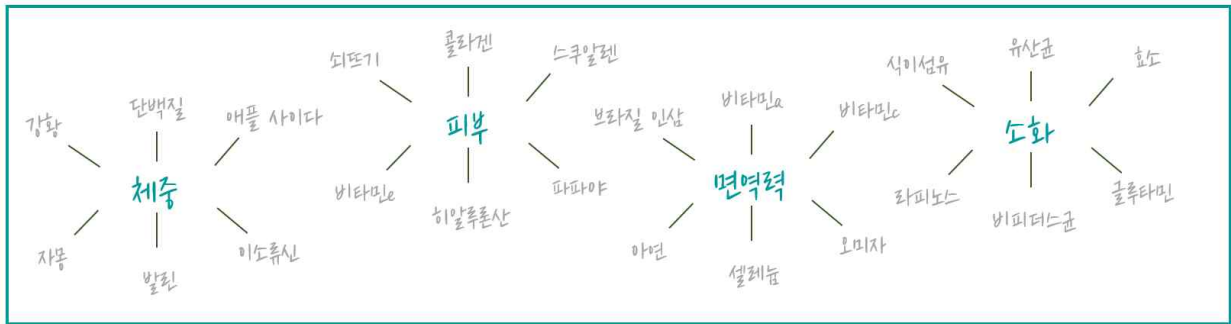 강황
단백질
애플 사이다
체중
자몽
발린
이소류신
쇠뜨기
콜라겐
스쿠알렌
피부
비타민e
히알루론산
파파야
브라질 인삼
비타민a
비타민c
면역력
아연
셀레늄
오미자
식이섬유
유산균
효소
소화
라피노스
비피더스균
글루타민